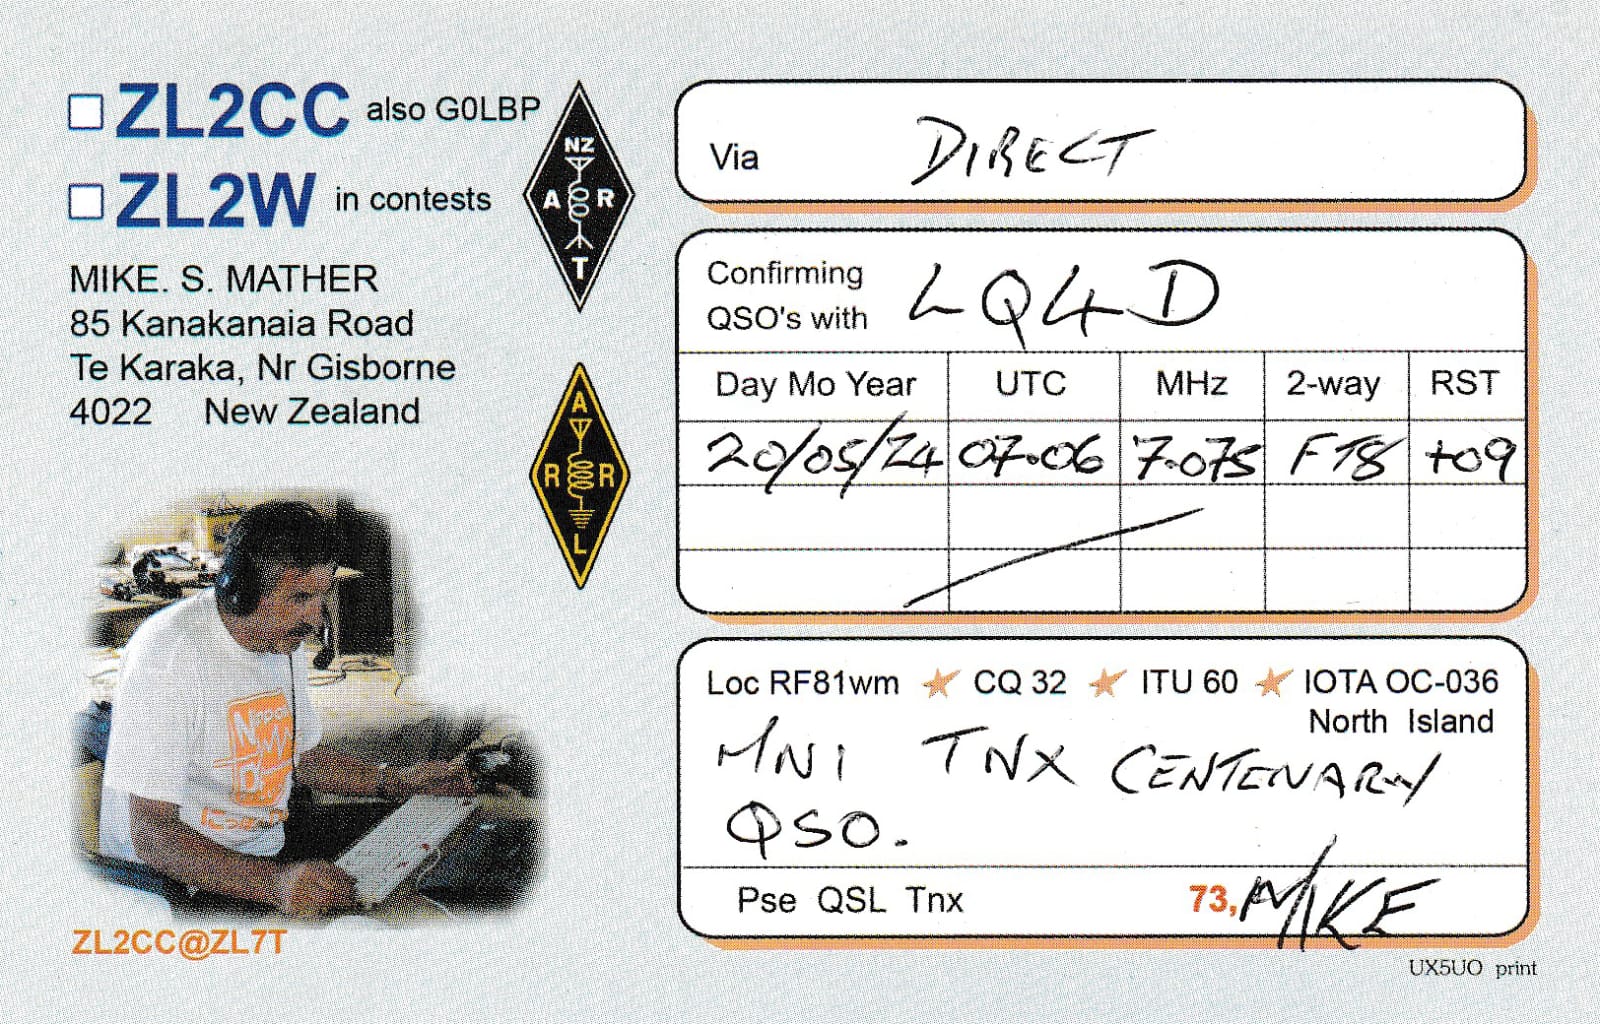 ZL2CC also G0LBP
ZL2W in contests
MIKE. S. MATHER
85 Kanakanaia Road
Te Karaka, Nr Gisborne
4022 New Zealand
NZ
A R
T
A
R R
L
ZL2CC@ZL7T
Via DIRECT
Confirming
QSO's with LQ4D
Day Mo Year UTC MHz 2-way RST
20/05/24 07.06 7.075 FT8 +09
Loc RF81wm CQ 32 ITU 60 IOTA OC-036
North Island
MNI TNX CENTENARY
QSO.
Pse QSL Tnx 73, MIKE
UX5UO print